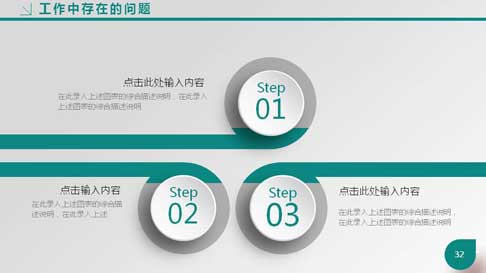 工作中存在的问题
点击此处输入内容
在此录入上述图表的综合描述说明，在此录入
上述图表的综合描述说明
Step
01
点击输入内容
在此录入上述图表的综合描
述说明，在此录入上述
Step
02
Step
03
点击此处输入内容
在此录入上述图表的综合描述说明，
在此录入上述图表的综合描述说明
32